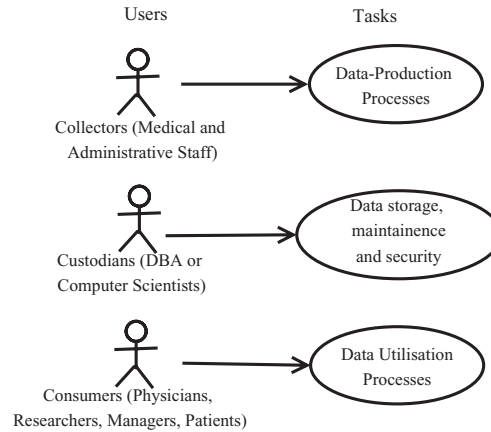 Users
Tasks
Data-Production
Processes
Collectors (Medical and
Administrative Staff)
Data storage,
maintainence
and security
Custodians (DBA or
Computer Scientists)
Data Utilisation
Processes
Consumers (Physicians,
Researchers, Managers, Patients)